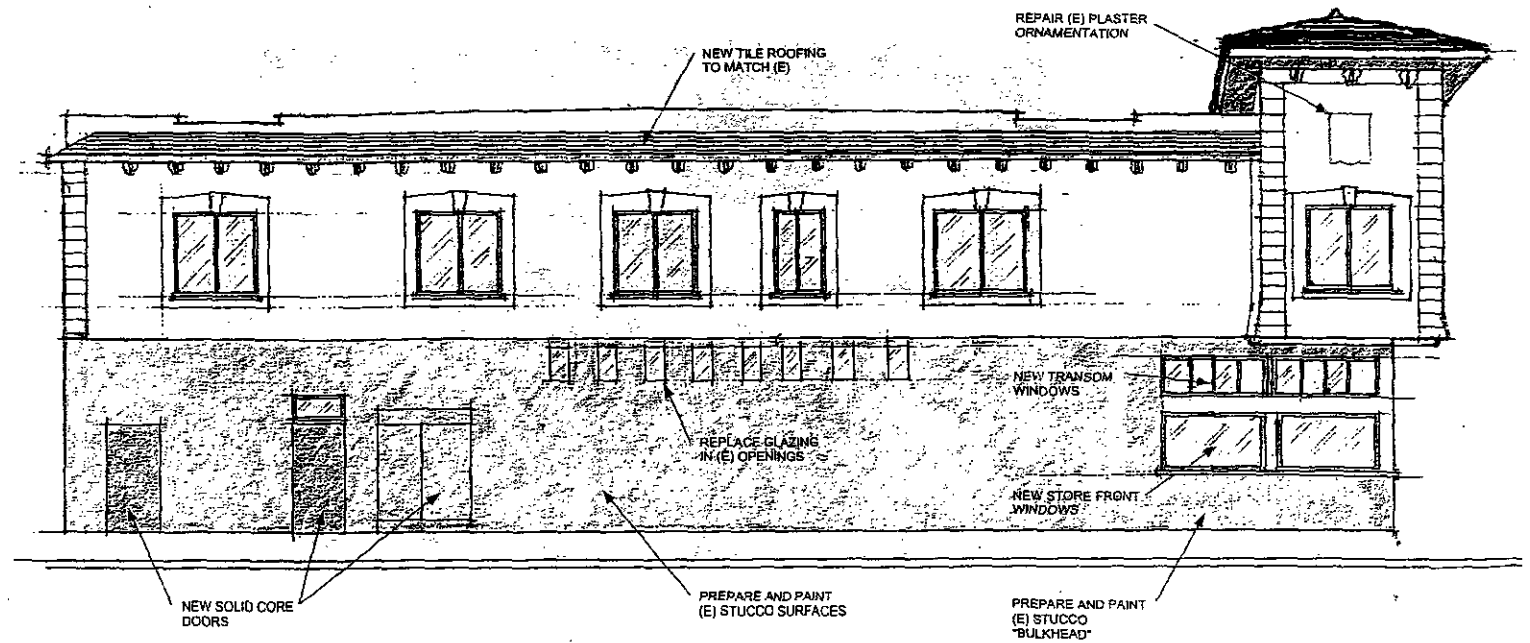 REPAIR (E) PLASTER
ORNAMENTATION
NEW TILE ROOFING
TO MATCH (E)
NEW TRANSOM
WINDOWS
REPLACE GLAZING
IN (E) OPENINGS
NEW STORE FRONT
WINDOWS
NEW SOLID CORE
DOORS
PREPARE AND PAINT
(E) STUCCO SURFACES
PREPARE AND PAINT
(E) STUCCO
"BULKHEAD"